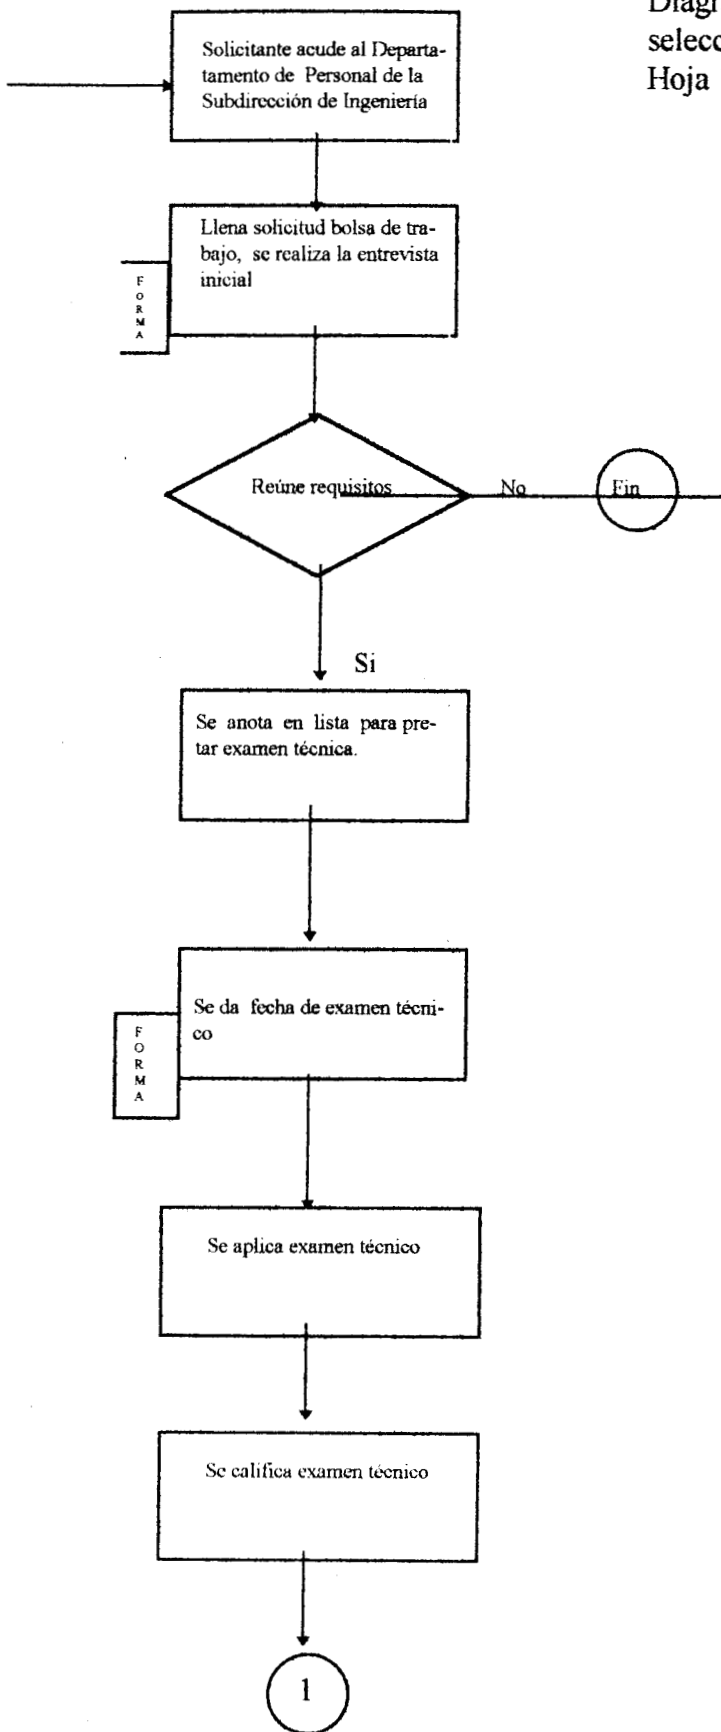 Diagr
selecc
Hoja
Solicitante acude al Departa-
tamento de Personal de la
Subdirección de Ingeniería
Llena solicitud bolsa de tra-
bajo, se realiza la entrevista
inicial
FORMA
Reúne requisitos
No
Fin
Si
Se anota en lista para pre-
tar examen técnica.
Se da fecha de examen técni-
co
FORMA
Se aplica examen técnico
Se califica examen técnico
1